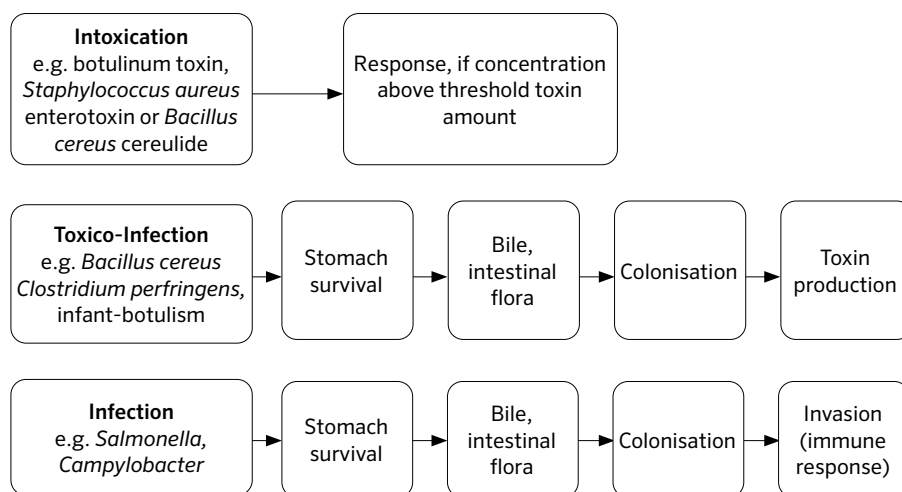 Intoxication
e.g. botulinum toxin,
Staphylococcus aureus
enterotoxin or Bacillus
cereus cereulide
Response, if concentration
above threshold toxin
amount
Toxico-Infection
e.g. Bacillus cereus
Clostridium perfringens,
infant-botulism
Stomach
survival
Bile,
intestinal
flora
Colonisation
Toxin
production
Infection
e.g. Salmonella,
Campylobacter
Stomach
survival
Bile,
intestinal
flora
Colonisation
Invasion
(immune
response)